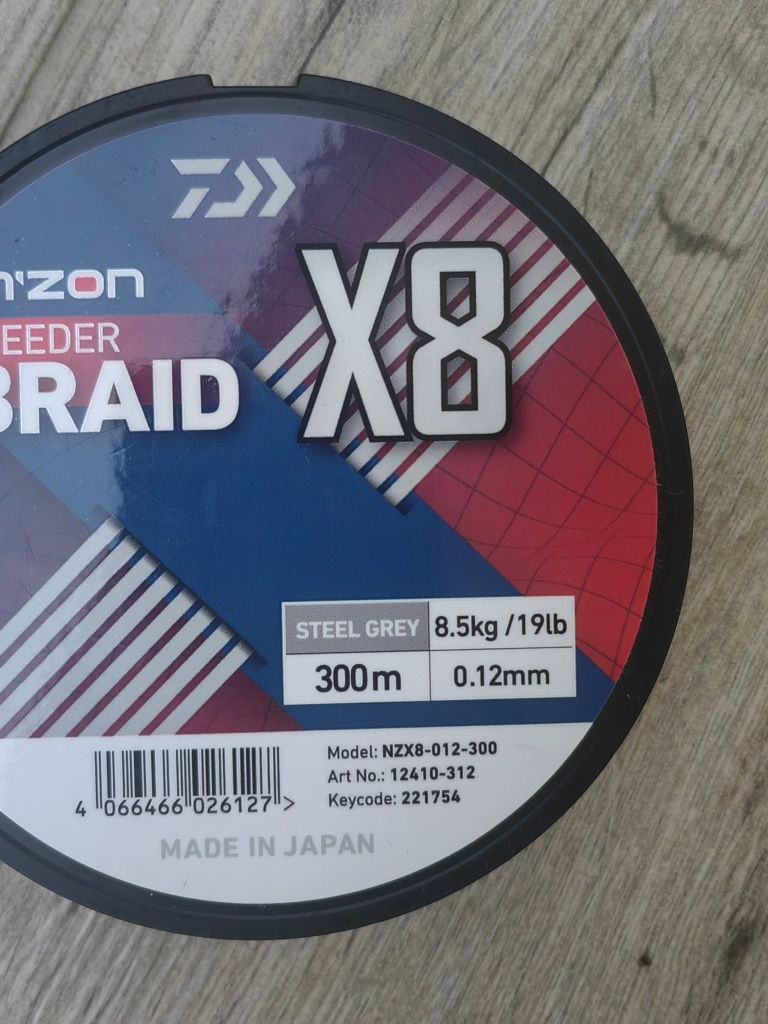 n'zon
EEDER
BRAID
X8
STEEL GREY 8.5kg /19lb
300m 0.12mm
Model: NZX8-012-300
Art No.: 12410-312
Keycode: 221754
4 066466 026127 >
MADE IN JAPAN